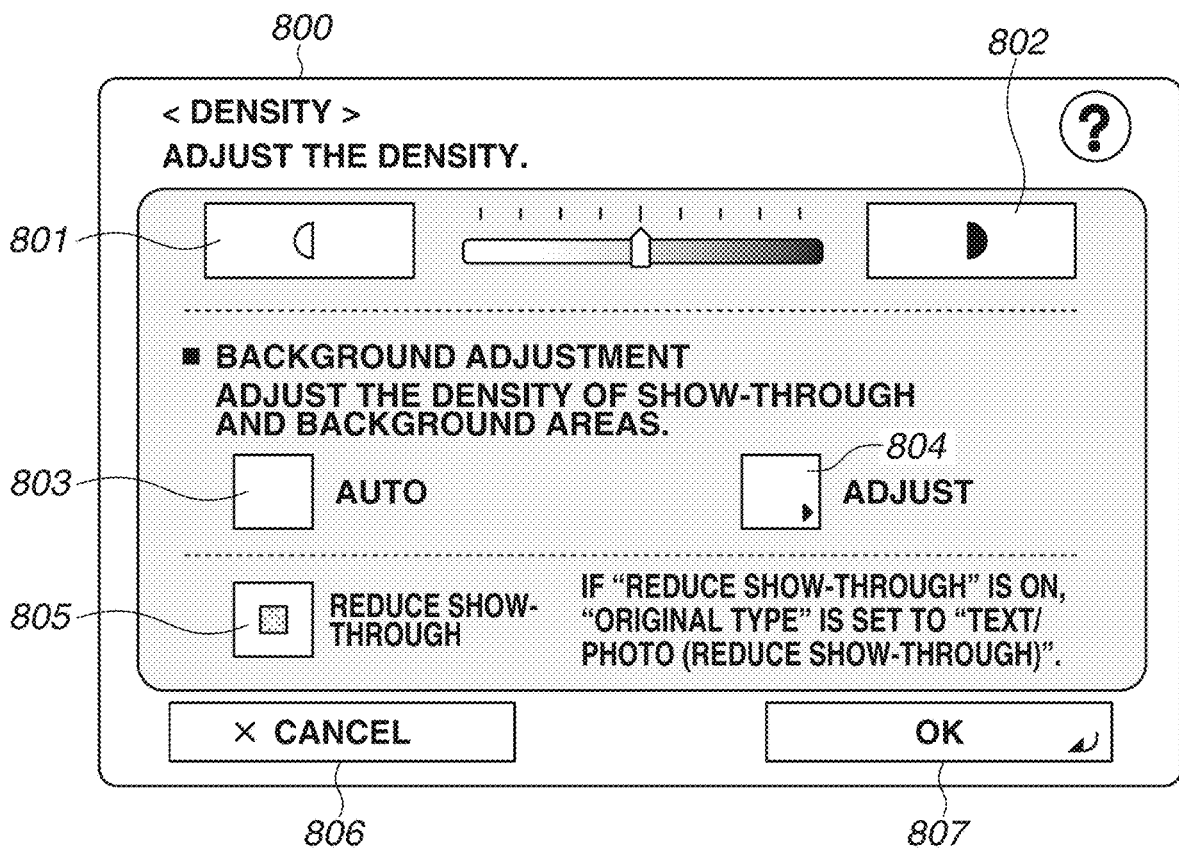 800
802
< DENSITY >
?
ADJUST THE DENSITY.
801
■ BACKGROUND ADJUSTMENT
ADJUST THE DENSITY OF SHOW-THROUGH
AND BACKGROUND AREAS.
804
803
AUTO
ADJUST
805
REDUCE SHOW-
THROUGH
IF “REDUCE SHOW-THROUGH” IS ON,
“ORIGINAL TYPE” IS SET TO “TEXT/
PHOTO (REDUCE SHOW-THROUGH)”.
× CANCEL
OK
806
807